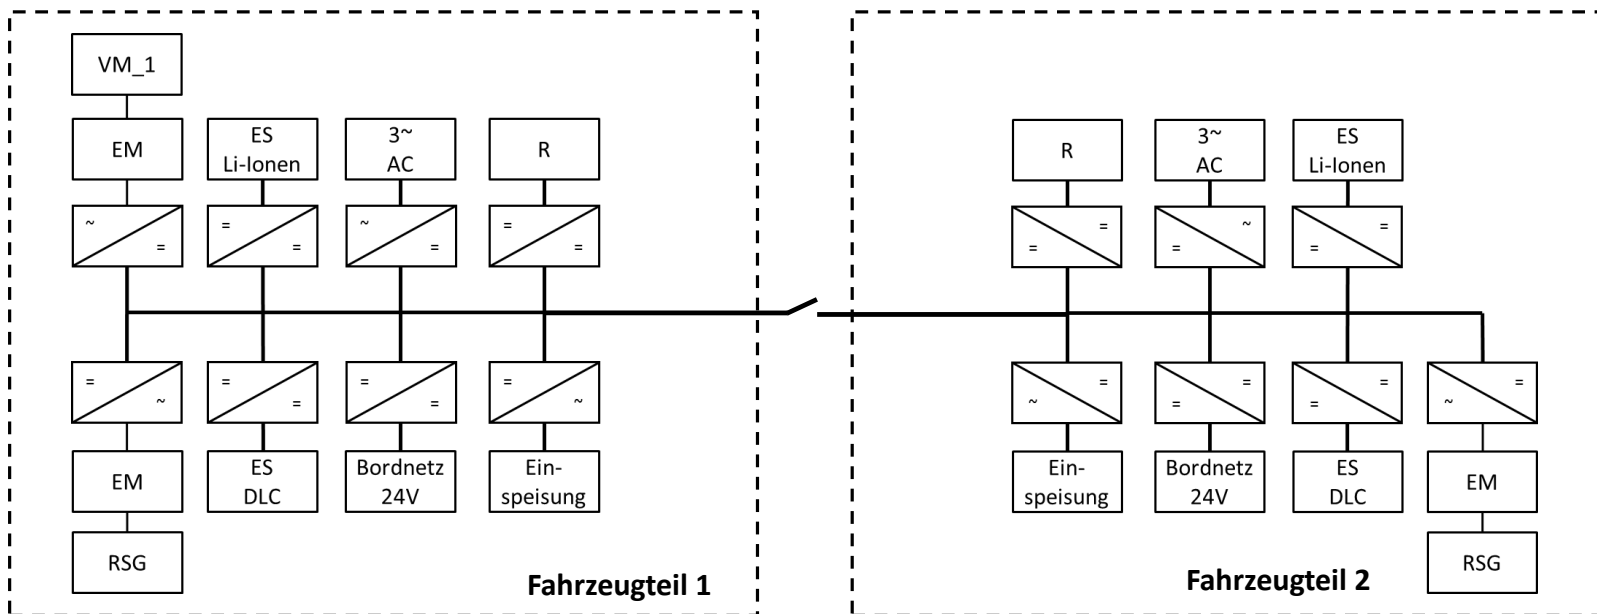 VM_1
EM
ES
Li-Ionen
3~
AC
R
~
=
=
=
~
=
=
=
=
~
=
=
=
=
=
~
EM
ES
DLC
Bordnetz
24V
Ein-
speisung
RSG
Fahrzeugteil 1
R
3~
AC
ES
Li-Ionen
=
=
~
=
=
=
=
~
=
=
=
=
=
~
Ein-
speisung
Bordnetz
24V
ES
DLC
EM
RSG
Fahrzeugteil 2